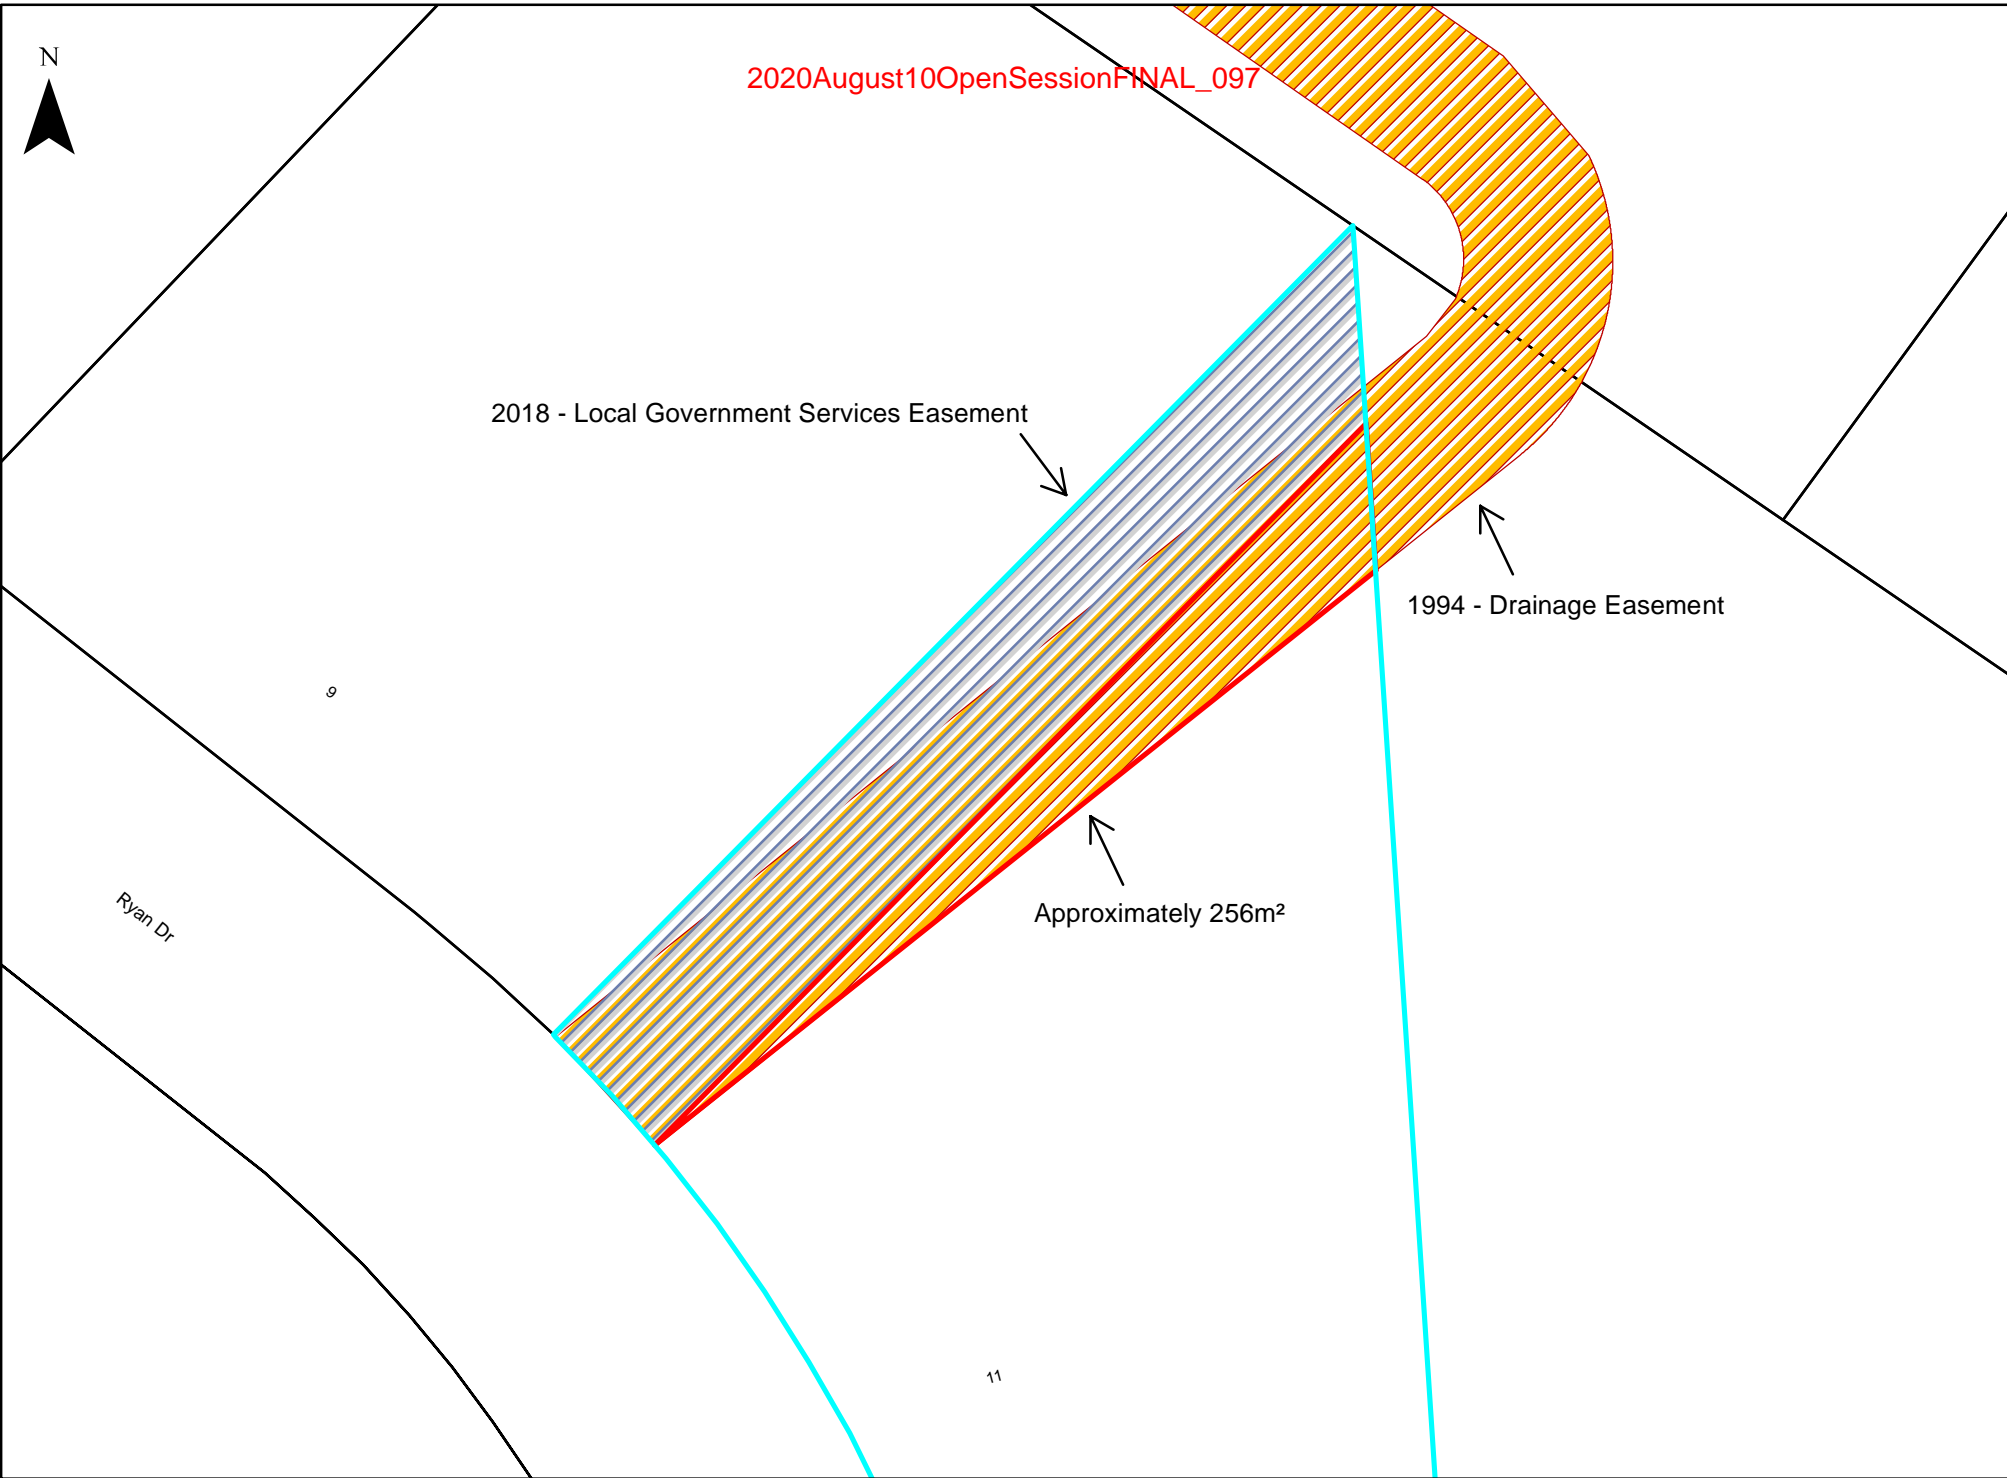 N
2020August10OpenSessionFINAL_097
2018 - Local Government Services Easement
1994 - Drainage Easement
9
Ryan Dr
Approximately 256m²
11